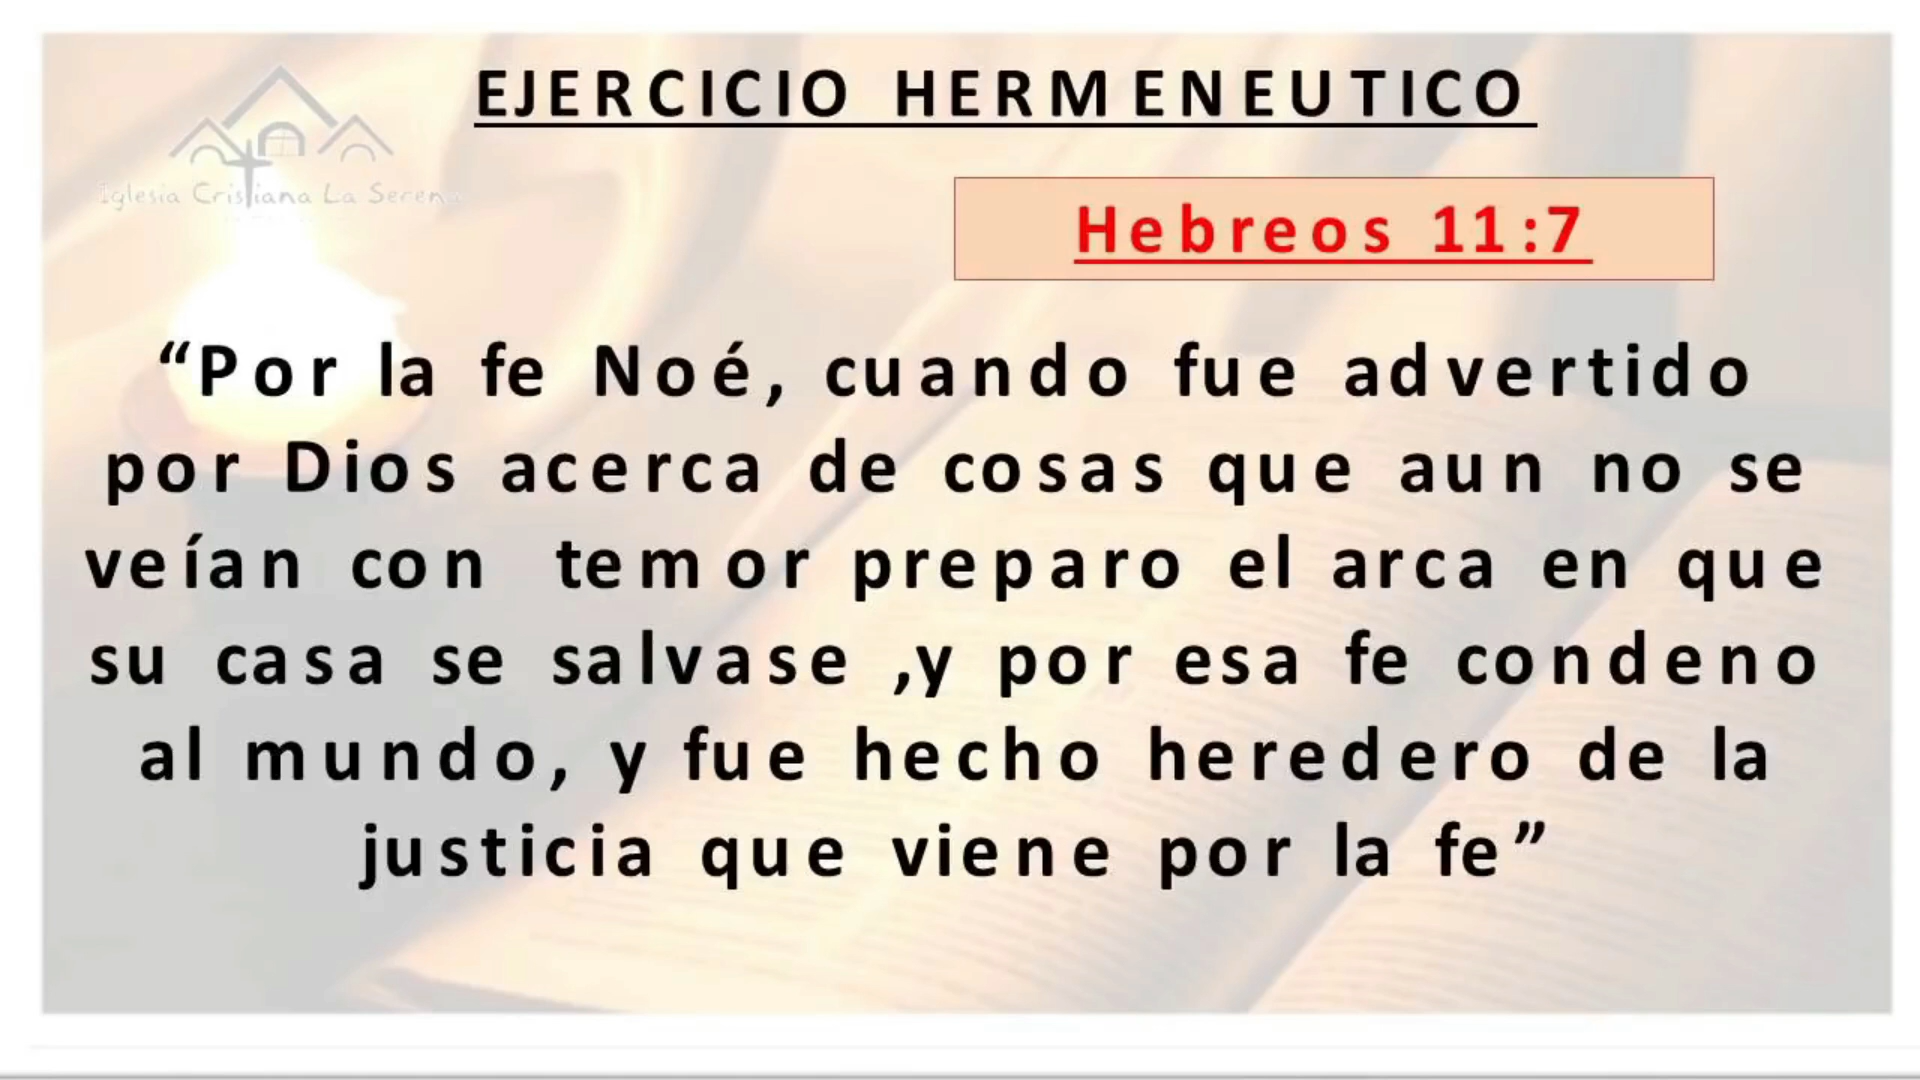 EJERCICIO HERMENEUTICO
Iglesia Cristiana La Serena
Hebreos 11:7
“Por la fe Noé, cuando fue advertido
por Dios acerca de cosas que aun no se
veían con temor preparo el arca en que
su casa se salvase ,y por esa fe condeno
al mundo, y fue hecho heredero de la
justicia que viene por la fe”